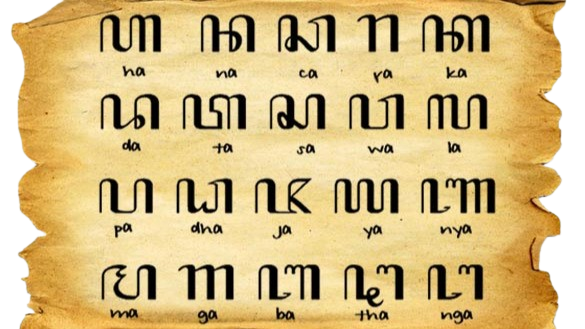 ꦲ ꦤ ꦕ ꦫ ꦏ
ha na ca ra ka
ꦢ ꦠ ꦱ ꦮ ꦭ
da ta sa wa la
ꦥ ꦝ ꦗ ꦪ ꦚ
pa dha ja ya nya
ꦩ ꦒ ꦧ ꦛ ꦔ
ma ga ba tha nga